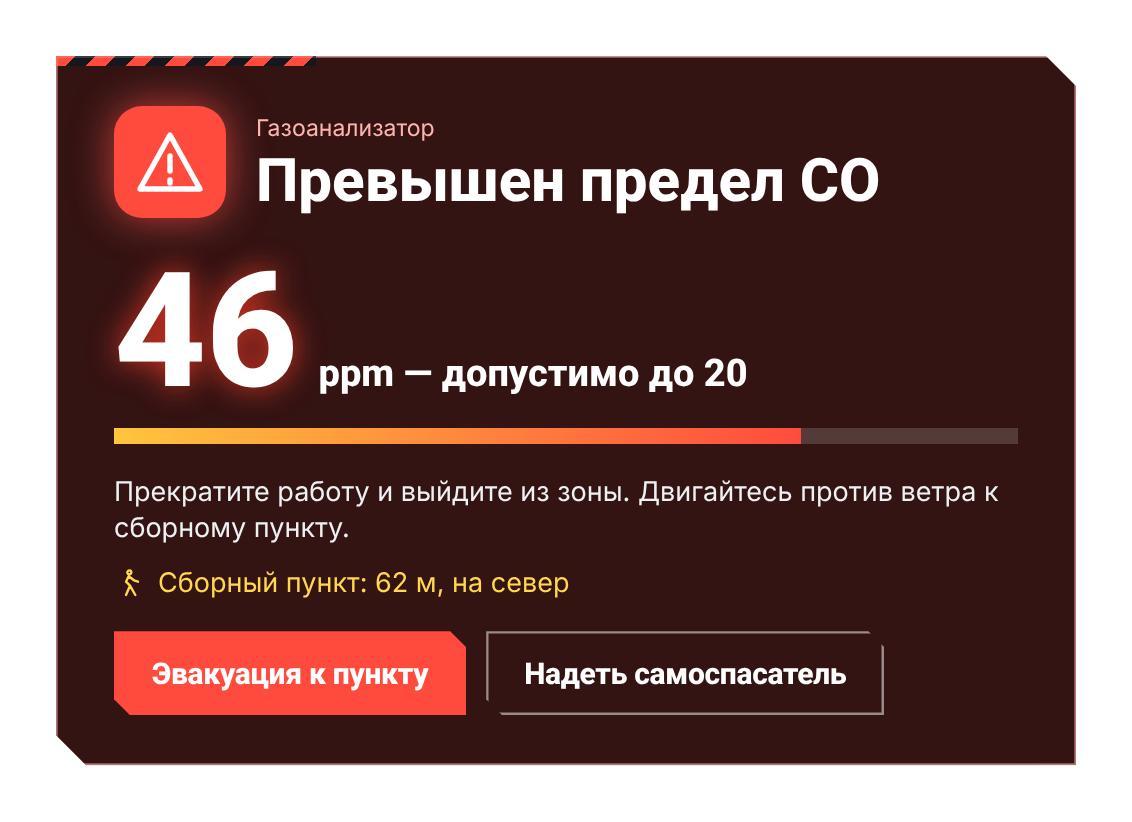 Газоанализатор
Превышен предел CO
46 ppm — допустимо до 20
Прекратите работу и выйдите из зоны. Двигайтесь против ветра к
сборному пункту.
Сборный пункт: 62 м, на север
Эвакуация к пункту
Надеть самоспасатель